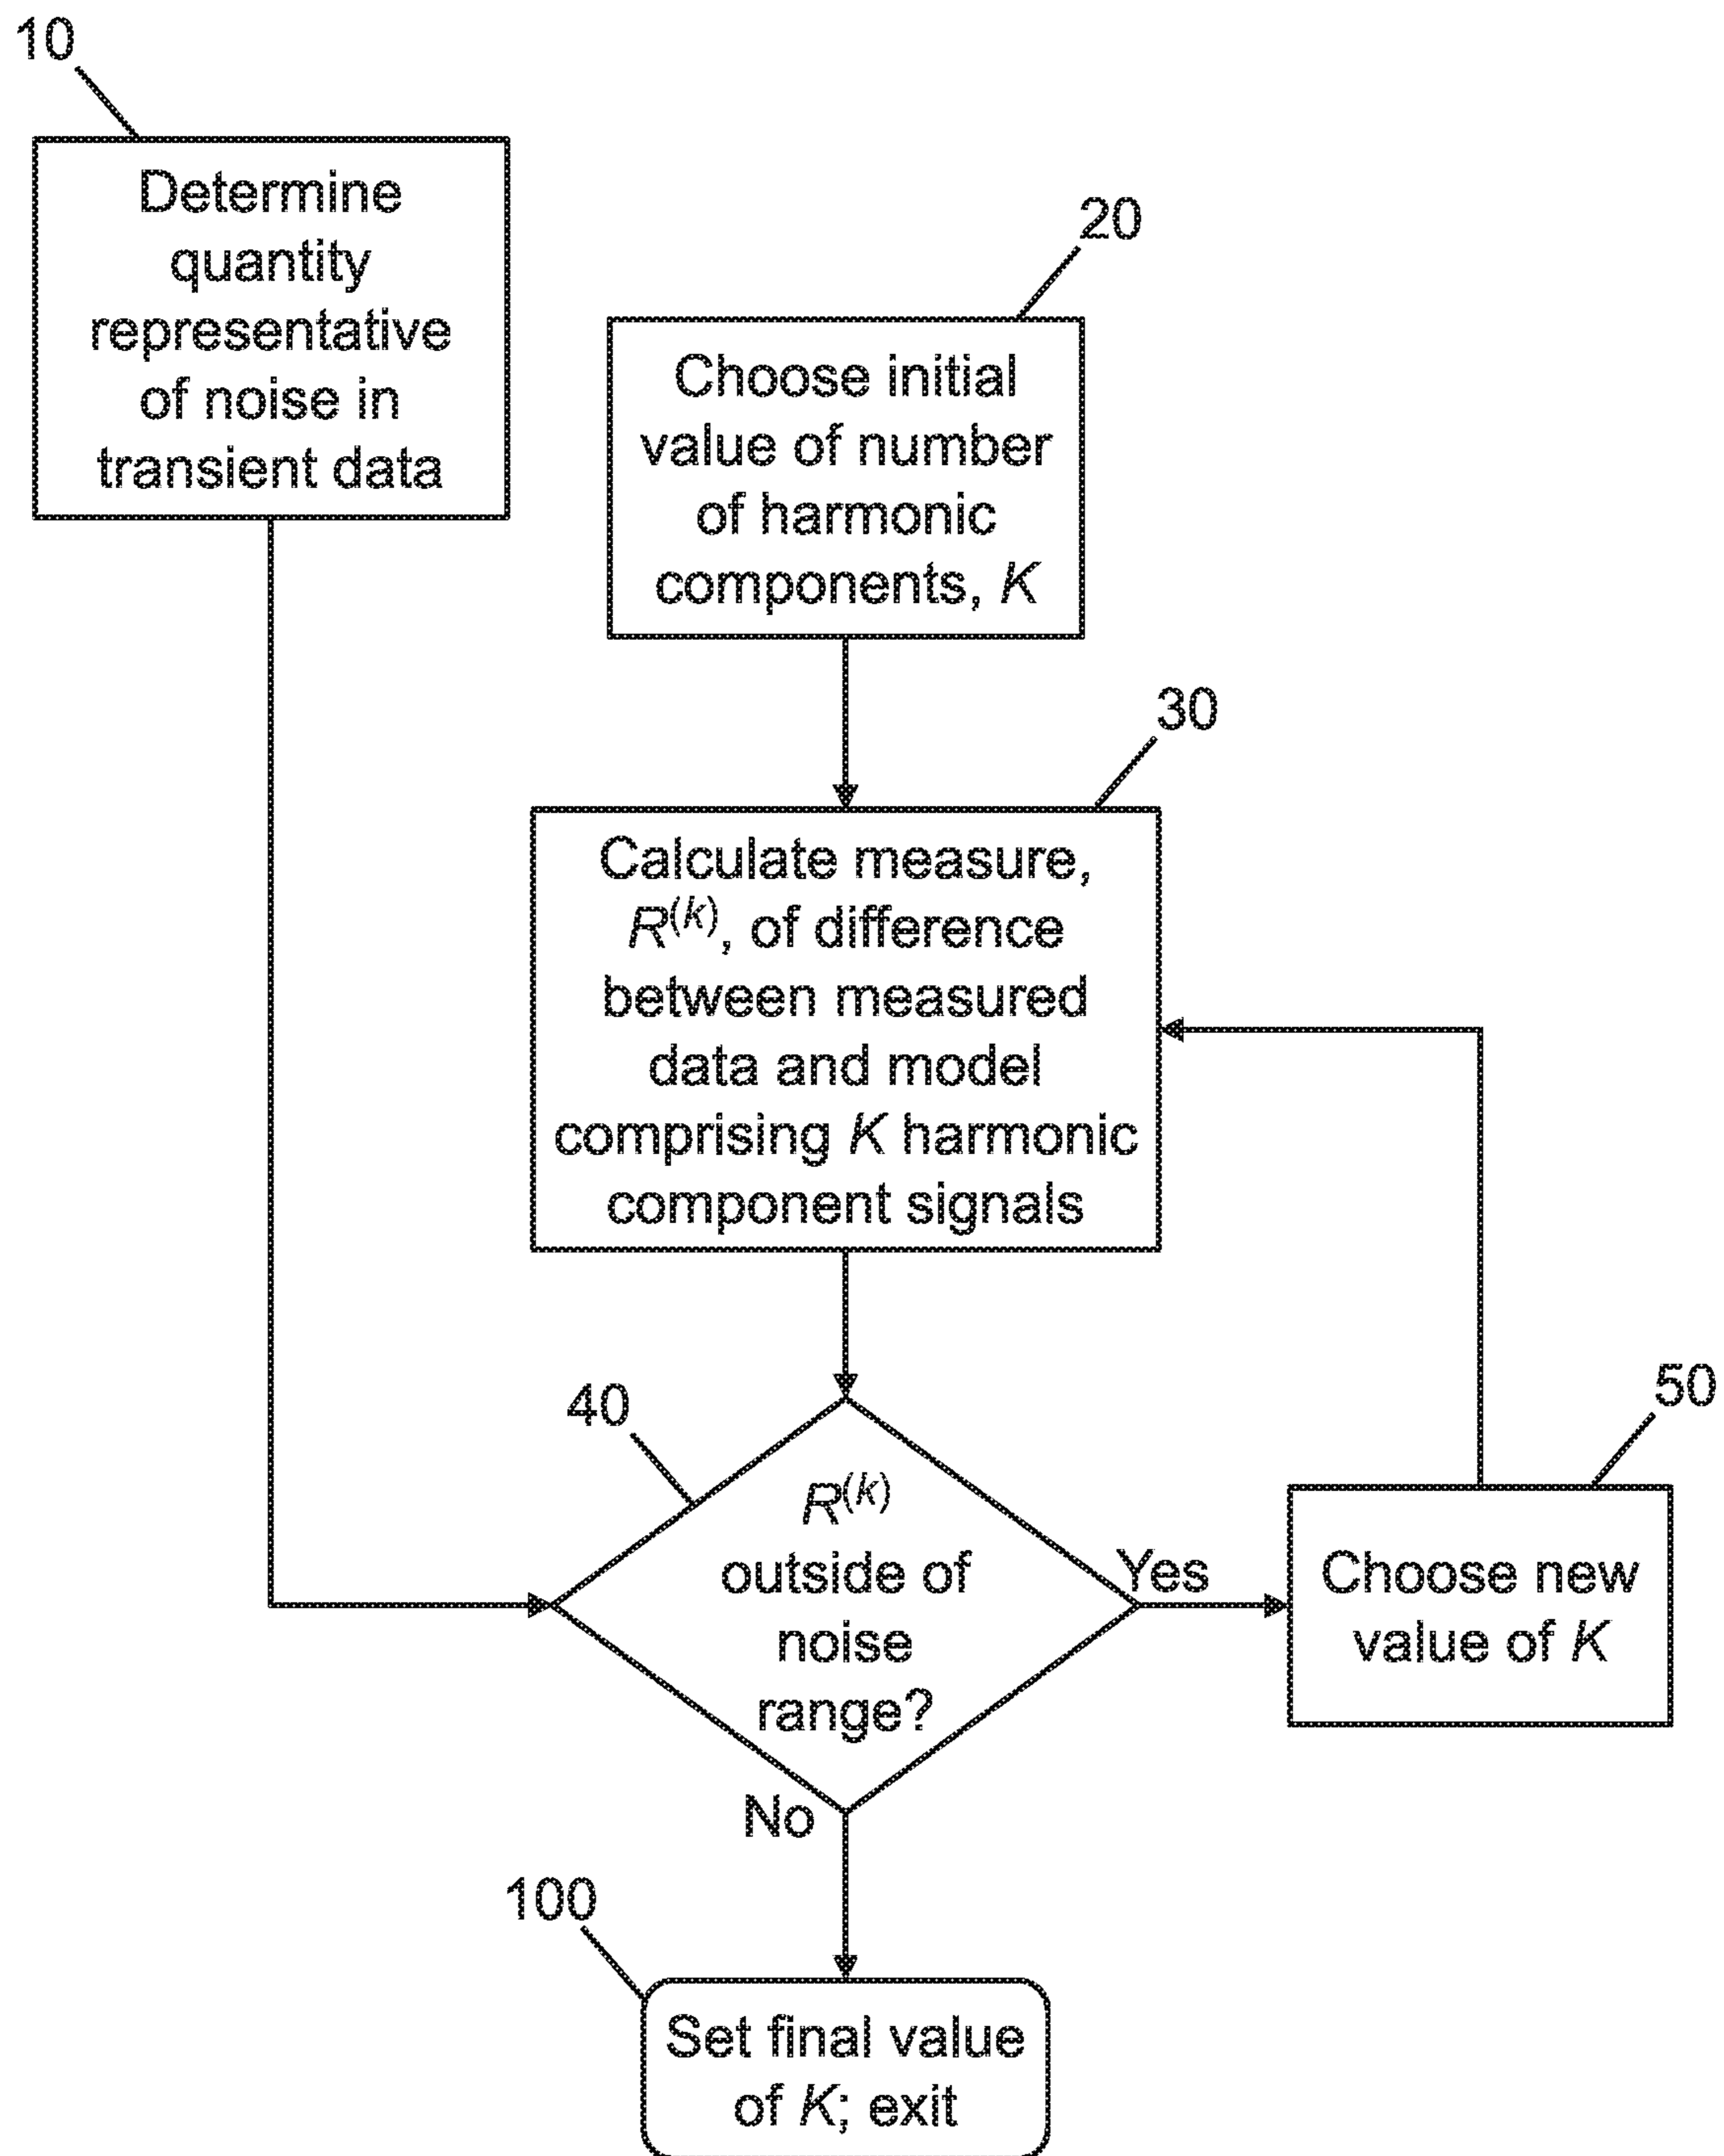 10
Determine
quantity
representative
of noise in
transient data
20
Choose initial
value of number
of harmonic
components, K
30
Calculate measure,
R(k), of difference
between measured
data and model
comprising K harmonic
component signals
40
R(k)
outside of
noise
range?
Yes
50
Choose new
value of K
No
100
Set final value
of K; exit